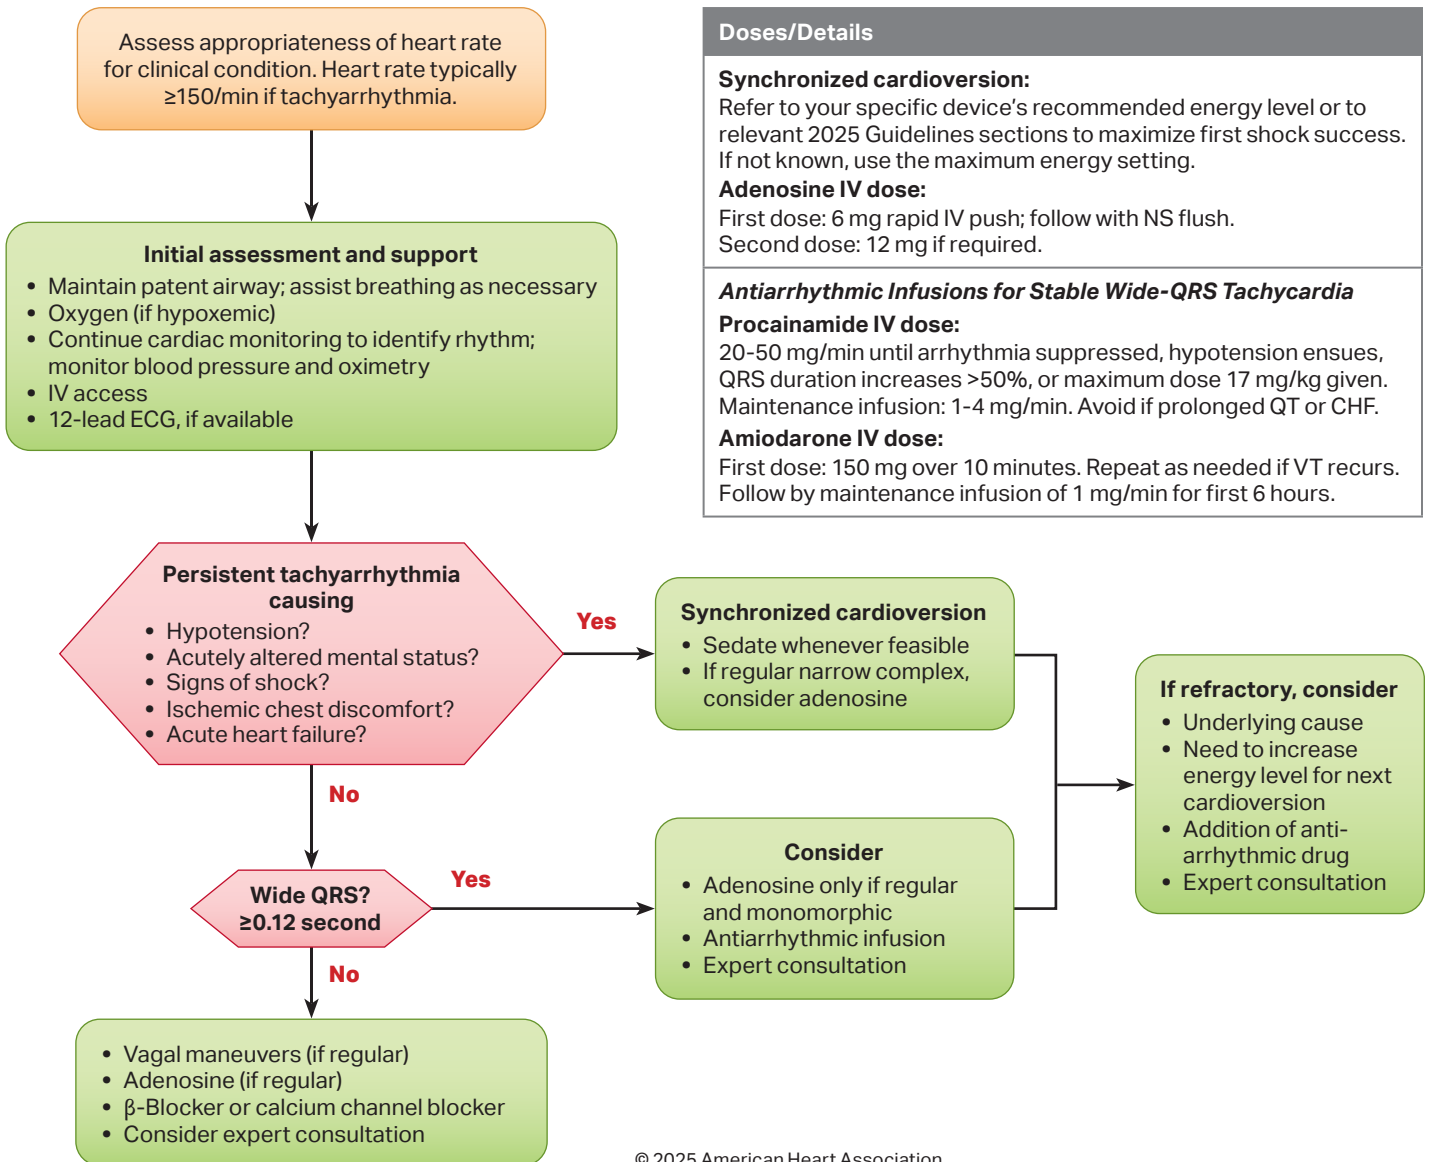 Assess appropriateness of heart rate
for clinical condition. Heart rate typically
≥150/min if tachyarrhythmia.
Initial assessment and support
• Maintain patent airway; assist breathing as necessary
• Oxygen (if hypoxemic)
• Continue cardiac monitoring to identify rhythm;
monitor blood pressure and oximetry
• IV access
• 12-lead ECG, if available
Doses/Details
Synchronized cardioversion:
Refer to your specific device's recommended energy level or to
relevant 2025 Guidelines sections to maximize first shock success.
If not known, use the maximum energy setting.
Adenosine IV dose:
First dose: 6 mg rapid IV push; follow with NS flush.
Second dose: 12 mg if required.
Antiarrhythmic Infusions for Stable Wide-QRS Tachycardia
Procainamide IV dose:
20-50 mg/min until arrhythmia suppressed, hypotension ensues,
QRS duration increases >50%, or maximum dose 17 mg/kg given.
Maintenance infusion: 1-4 mg/min. Avoid if prolonged QT or CHF.
Amiodarone IV dose:
First dose: 150 mg over 10 minutes. Repeat as needed if VT recurs.
Follow by maintenance infusion of 1 mg/min for first 6 hours.
Persistent tachyarrhythmia
causing
• Hypotension?
• Acutely altered mental status?
• Signs of shock?
• Ischemic chest discomfort?
• Acute heart failure?
Yes
Synchronized cardioversion
• Sedate whenever feasible
• If regular narrow complex,
consider adenosine
If refractory, consider
• Underlying cause
• Need to increase
energy level for next
cardioversion
• Addition of anti-
arrhythmic drug
• Expert consultation
No
Wide QRS?
≥0.12 second
Yes
Consider
• Adenosine only if regular
and monomorphic
• Antiarrhythmic infusion
• Expert consultation
No
• Vagal maneuvers (if regular)
• Adenosine (if regular)
• β-Blocker or calcium channel blocker
• Consider expert consultation
© 2025 American Heart Association